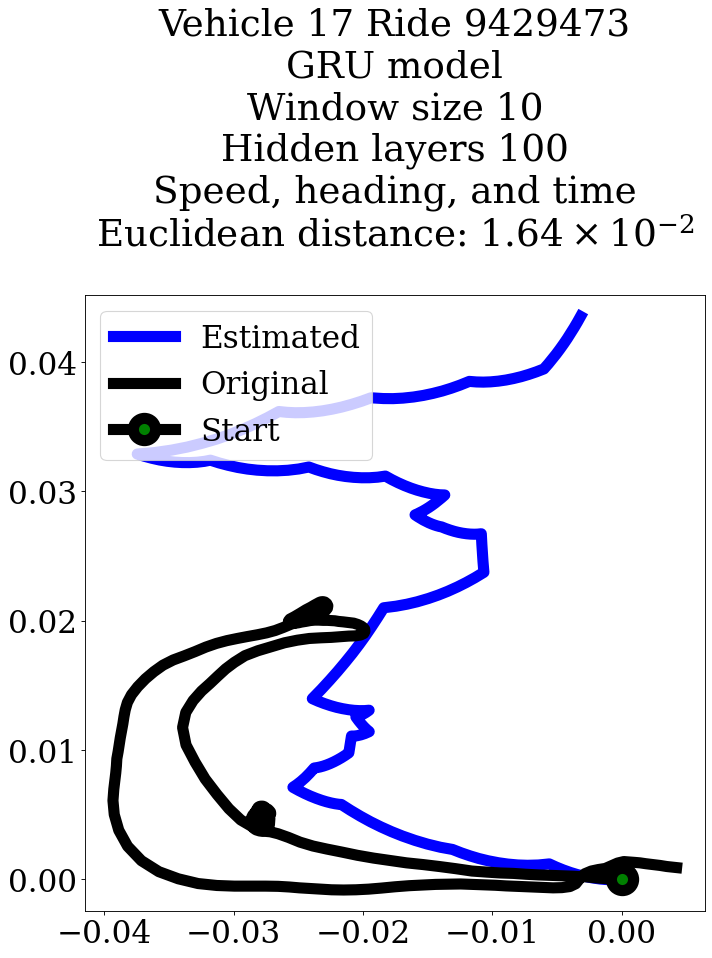 Vehicle 17 Ride 9429473
GRU model
Window size 10
Hidden layers 100
Speed, heading, and time
Euclidean distance: 1.64 × 10⁻²
Estimated
Original
Start
0.04
0.03
0.02
0.01
0.00
−0.04 −0.03 −0.02 −0.01 0.00